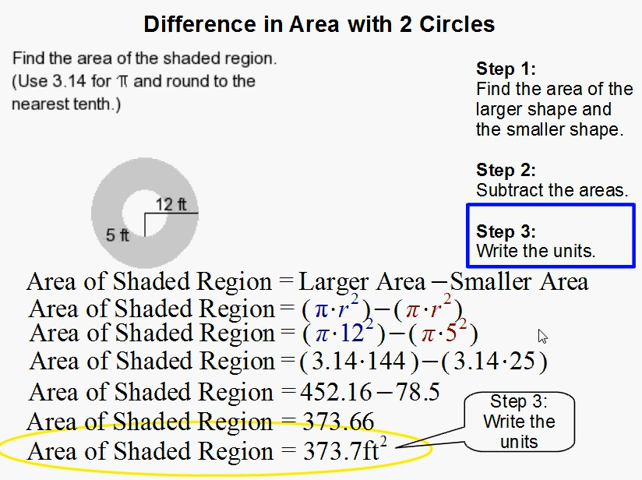 Difference in Area with 2 Circles
Find the area of the shaded region.
(Use 3.14 for π and round to the
nearest tenth.)
Step 1:
Find the area of the
larger shape and
the smaller shape.
Step 2:
Subtract the areas.
Step 3:
Write the units.
12 ft
5 ft
Area of Shaded Region = Larger Area − Smaller Area
Area of Shaded Region = (π·r²)−(π·r²)
Area of Shaded Region = (π·12²)−(π·5²)
Area of Shaded Region = (3.14·144)−(3.14·25)
Area of Shaded Region = 452.16−78.5
Area of Shaded Region = 373.66
Area of Shaded Region = 373.7ft²
Step 3:
Write the
units